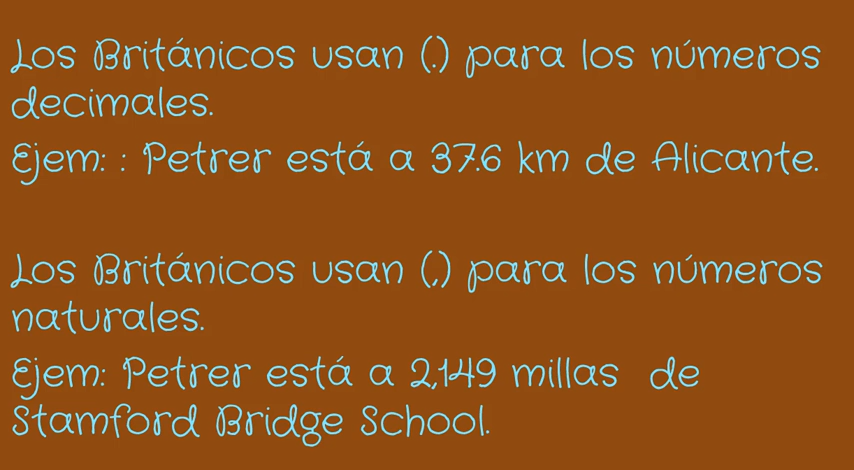 Los Británicos usan (.) para los números
decimales.
Ejem: : Petrer está a 37.6 km de Alicante.
Los Británicos usan (,) para los números
naturales.
Ejem: Petrer está a 2,149 millas de
Stamford Bridge School.